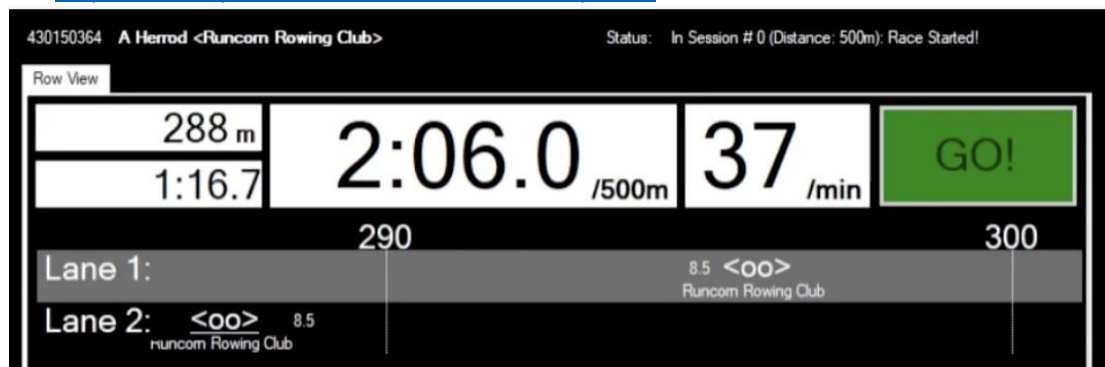 430150364 A Herrod <Runcorn Rowing Club> Status: In Session # 0 (Distance: 500m): Race Started!
Row View
288 m
1:16.7
2:06.0 /500m
37 /min
GO!
290 300
Lane 1: 8.5 <oo>
Runcorn Rowing Club
Lane 2: <oo> 8.5
Runcorn Rowing Club